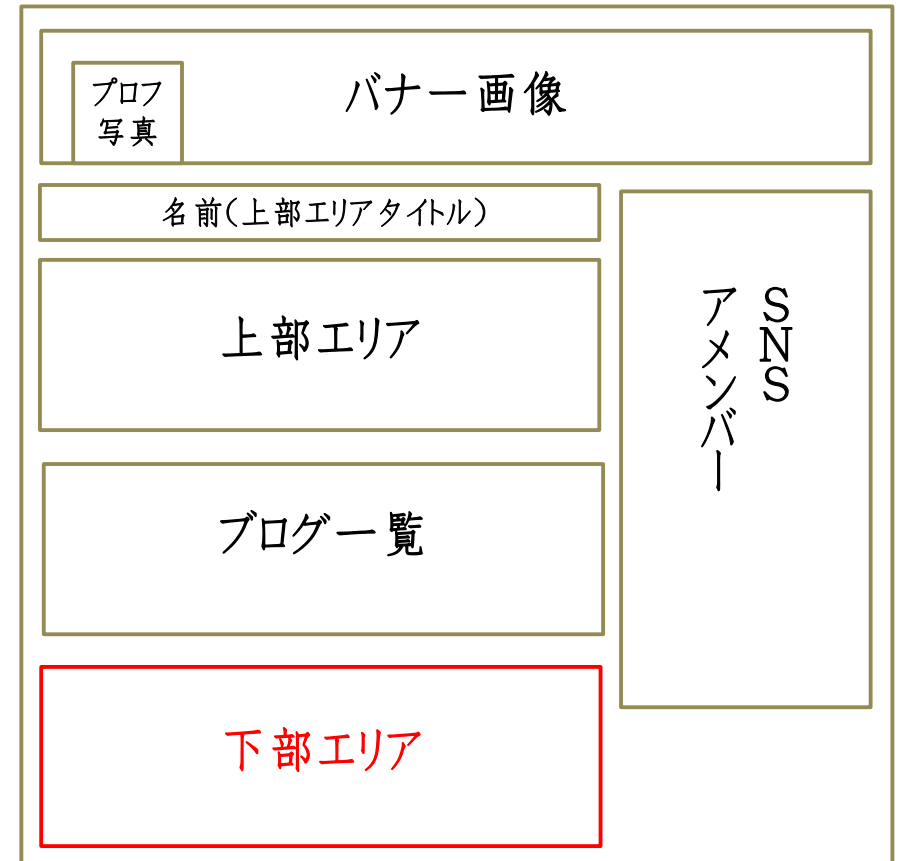 プロフ
写真
バナー画像
名前(上部エリアタイトル)
上部エリア
SNS
アメンバー
ブログ一覧
下部エリア